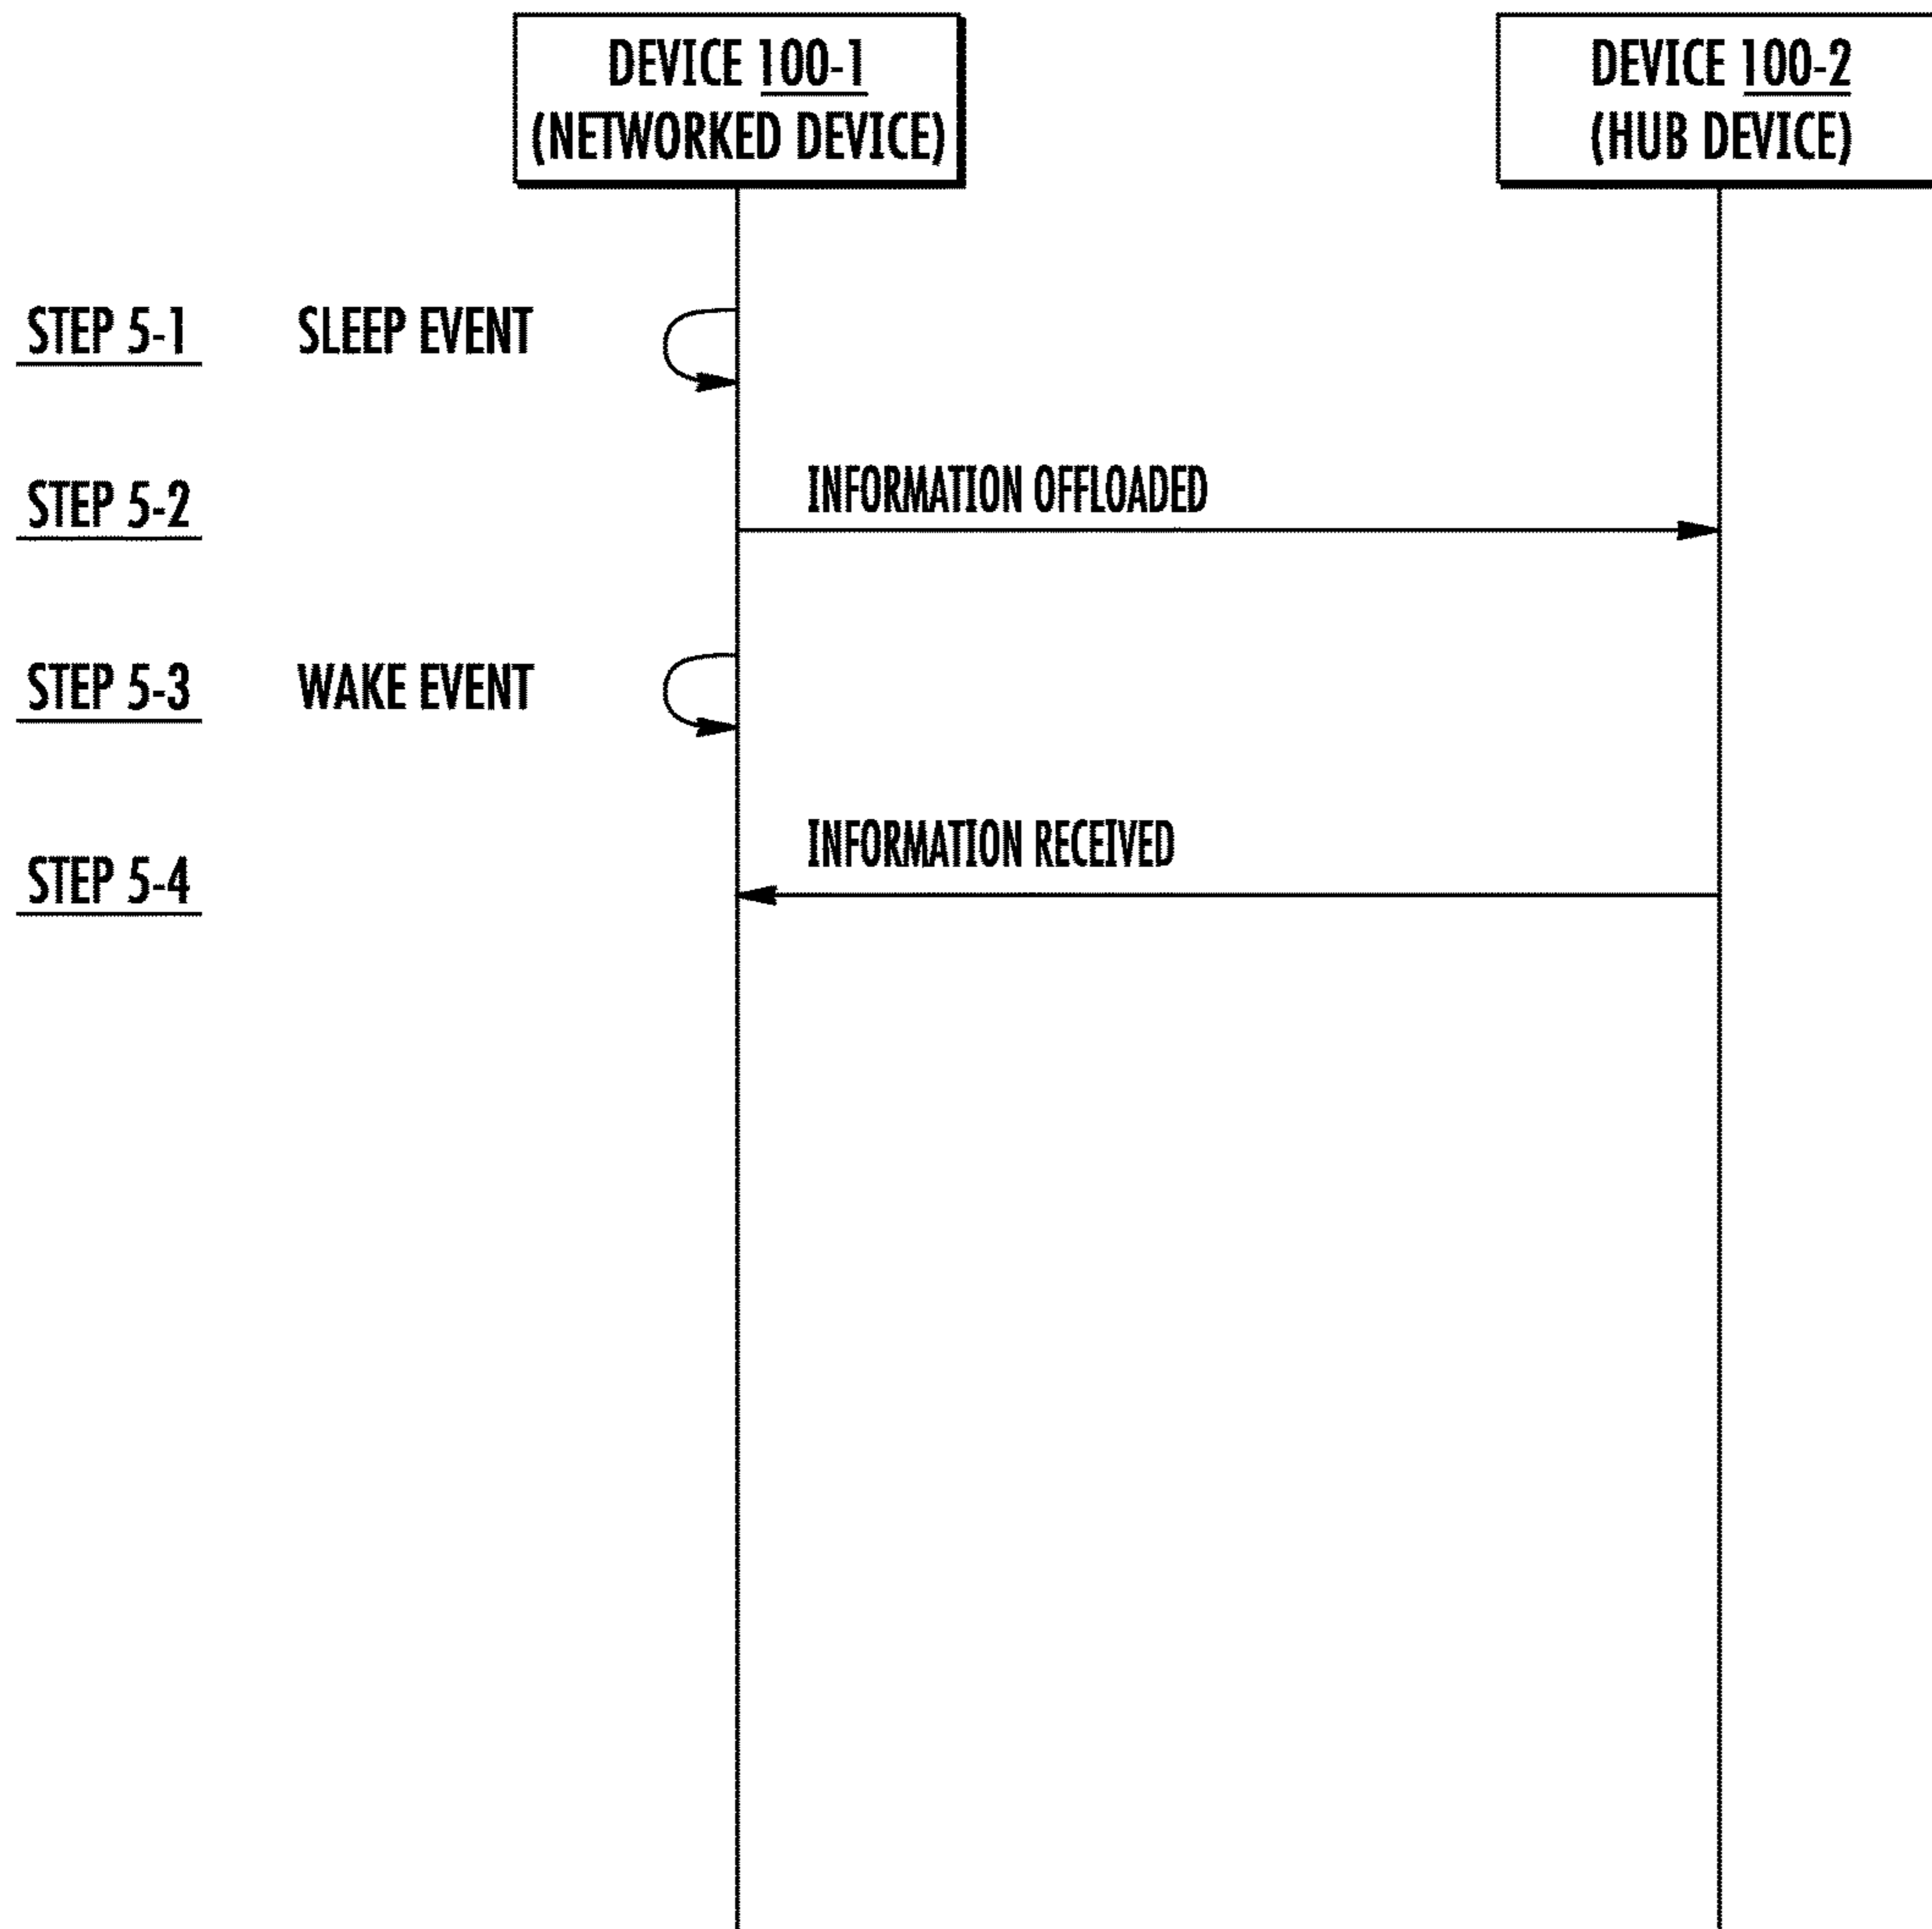 DEVICE 100-1
(NETWORKED DEVICE)
DEVICE 100-2
(HUB DEVICE)
STEP 5-1
SLEEP EVENT
STEP 5-2
INFORMATION OFFLOADED
STEP 5-3
WAKE EVENT
STEP 5-4
INFORMATION RECEIVED